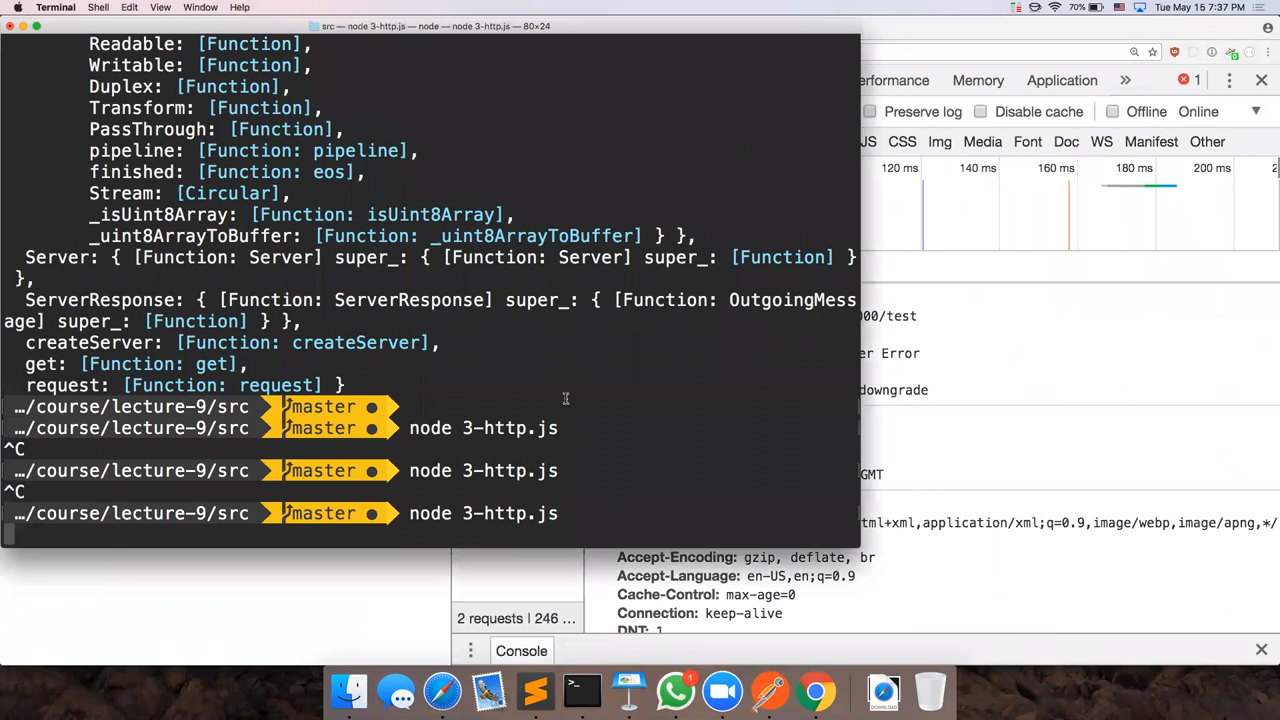 Terminal Shell Edit View Window Help
70% Tue May 15 7:37 PM
src — node 3-http.js — node — node 3-http.js — 80×24
Readable: [Function],
Writable: [Function],
Duplex: [Function],
Transform: [Function],
PassThrough: [Function],
pipeline: [Function: pipeline],
finished: [Function: eos],
Stream: [Circular],
_isUint8Array: [Function: isUint8Array],
_uint8ArrayToBuffer: [Function: _uint8ArrayToBuffer] } },
Server: { [Function: Server] super_: { [Function: Server] super_: [Function] }
},
ServerResponse: { [Function: ServerResponse] super_: { [Function: OutgoingMess
age] super_: [Function] } },
createServer: [Function: createServer],
get: [Function: get],
request: [Function: request] }
…/course/lecture-9/src master ●
…/course/lecture-9/src master ● node 3-http.js
^C
…/course/lecture-9/src master ● node 3-http.js
^C
…/course/lecture-9/src master ● node 3-http.js
erformance Memory Application » 1
Preserve log Disable cache Offline Online
JS CSS Img Media Font Doc WS Manifest Other
120 ms 140 ms 160 ms 180 ms 200 ms 2
000/test
er Error
downgrade
GMT
tml+xml,application/xml;q=0.9,image/webp,image/apng,*/
Accept-Encoding: gzip, deflate, br
Accept-Language: en-US,en;q=0.9
Cache-Control: max-age=0
Connection: keep-alive
DNT: 1
2 requests | 246 …
Console
1
DOWNLOAD